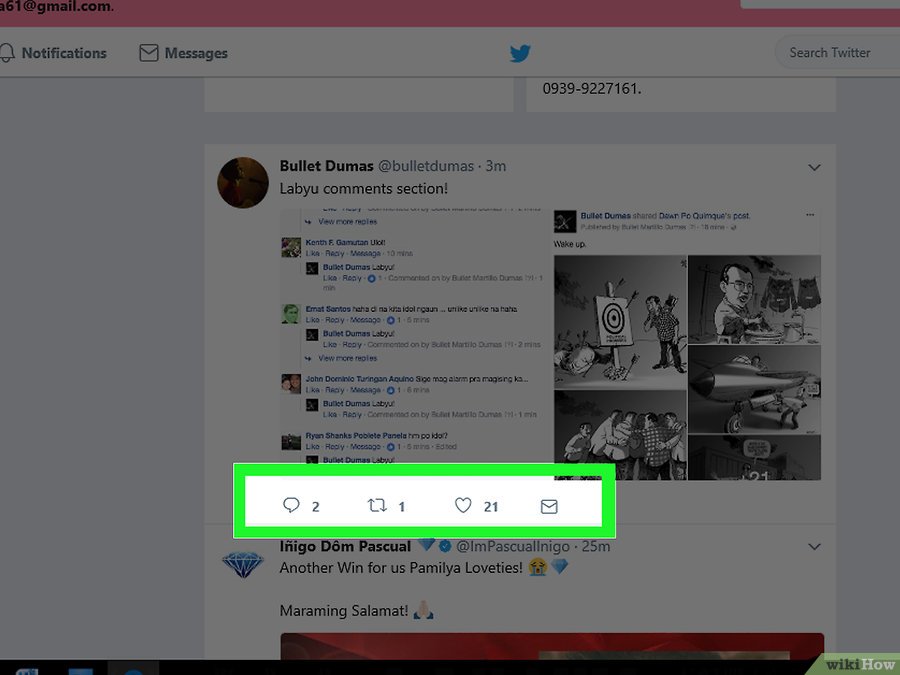 a61@gmail.com.
Notifications
Messages
Search Twitter
0939-9227161.
Bullet Dumas @bulletdumas · 3m
Labyu comments section!
View more replies
Kenth F. Gamutan Ulol!
Like · Reply · Message · 10 mins
Bullet Dumas Labyu!
Like · Reply · 1 · Commented on by Bullet Martillo Dumas [?] · 1
min
Ernat Santos haha di na kita idol ngaun ... unlike unlike na haha
Like · Reply · Message · 1 · 5 mins
Bullet Dumas Labyu!
Like · Reply · Commented on by Bullet Martillo Dumas [?] · 2 mins
View more replies
John Dominic Turingan Aquino Sige mag alarm pra magising ka...
Like · Reply · Message · 1 · 6 mins
Bullet Dumas Labyu!
Like · Reply · Commented on by Bullet Martillo Dumas [?] · 1 min
Ryan Shanks Poblete Panela hm po idol?
Like · Reply · Message · 1 · 5 mins · Edited
Bullet Dumas Labyu!
Bullet Dumas shared Dawn Po Quimque's post.
Published by Bullet Martillo Dumas [?] · 18 mins ·
Wake up.
+21
2 1 21
Iñigo Dôm Pascual 💎 @ImPascualInigo · 25m
Another Win for us Pamilya Loveties! 😭💎
Maraming Salamat! 🙏🏻
wikiHow